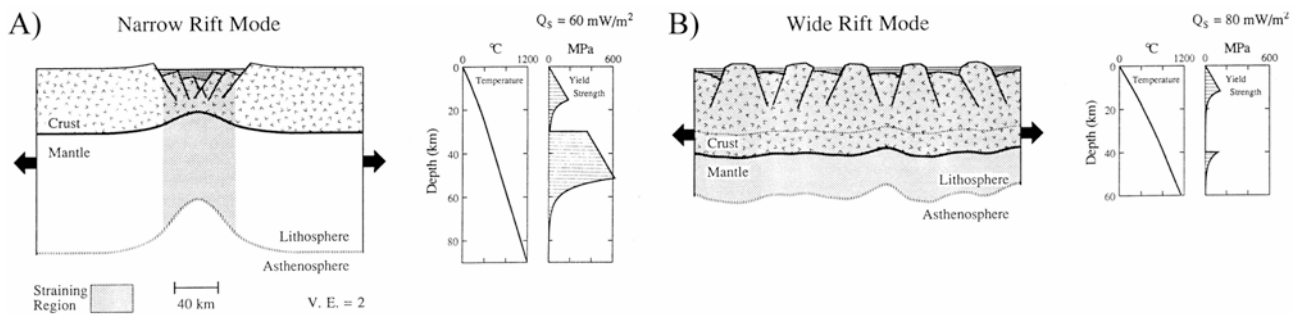 A)
Narrow Rift Mode
Qs = 60 mW/m²
°C
MPa
0
1200
0
600
Temperature
Yield
Strength
0
20
40
60
80
Depth (km)
Crust
Mantle
Lithosphere
Asthenosphere
Straining
Region
40 km
V. E. = 2
B)
Wide Rift Mode
Qs = 80 mW/m²
°C
MPa
0
1200
0
600
Temperature
Yield
Strength
0
20
40
60
Depth (km)
Crust
Mantle
Lithosphere
Asthenosphere